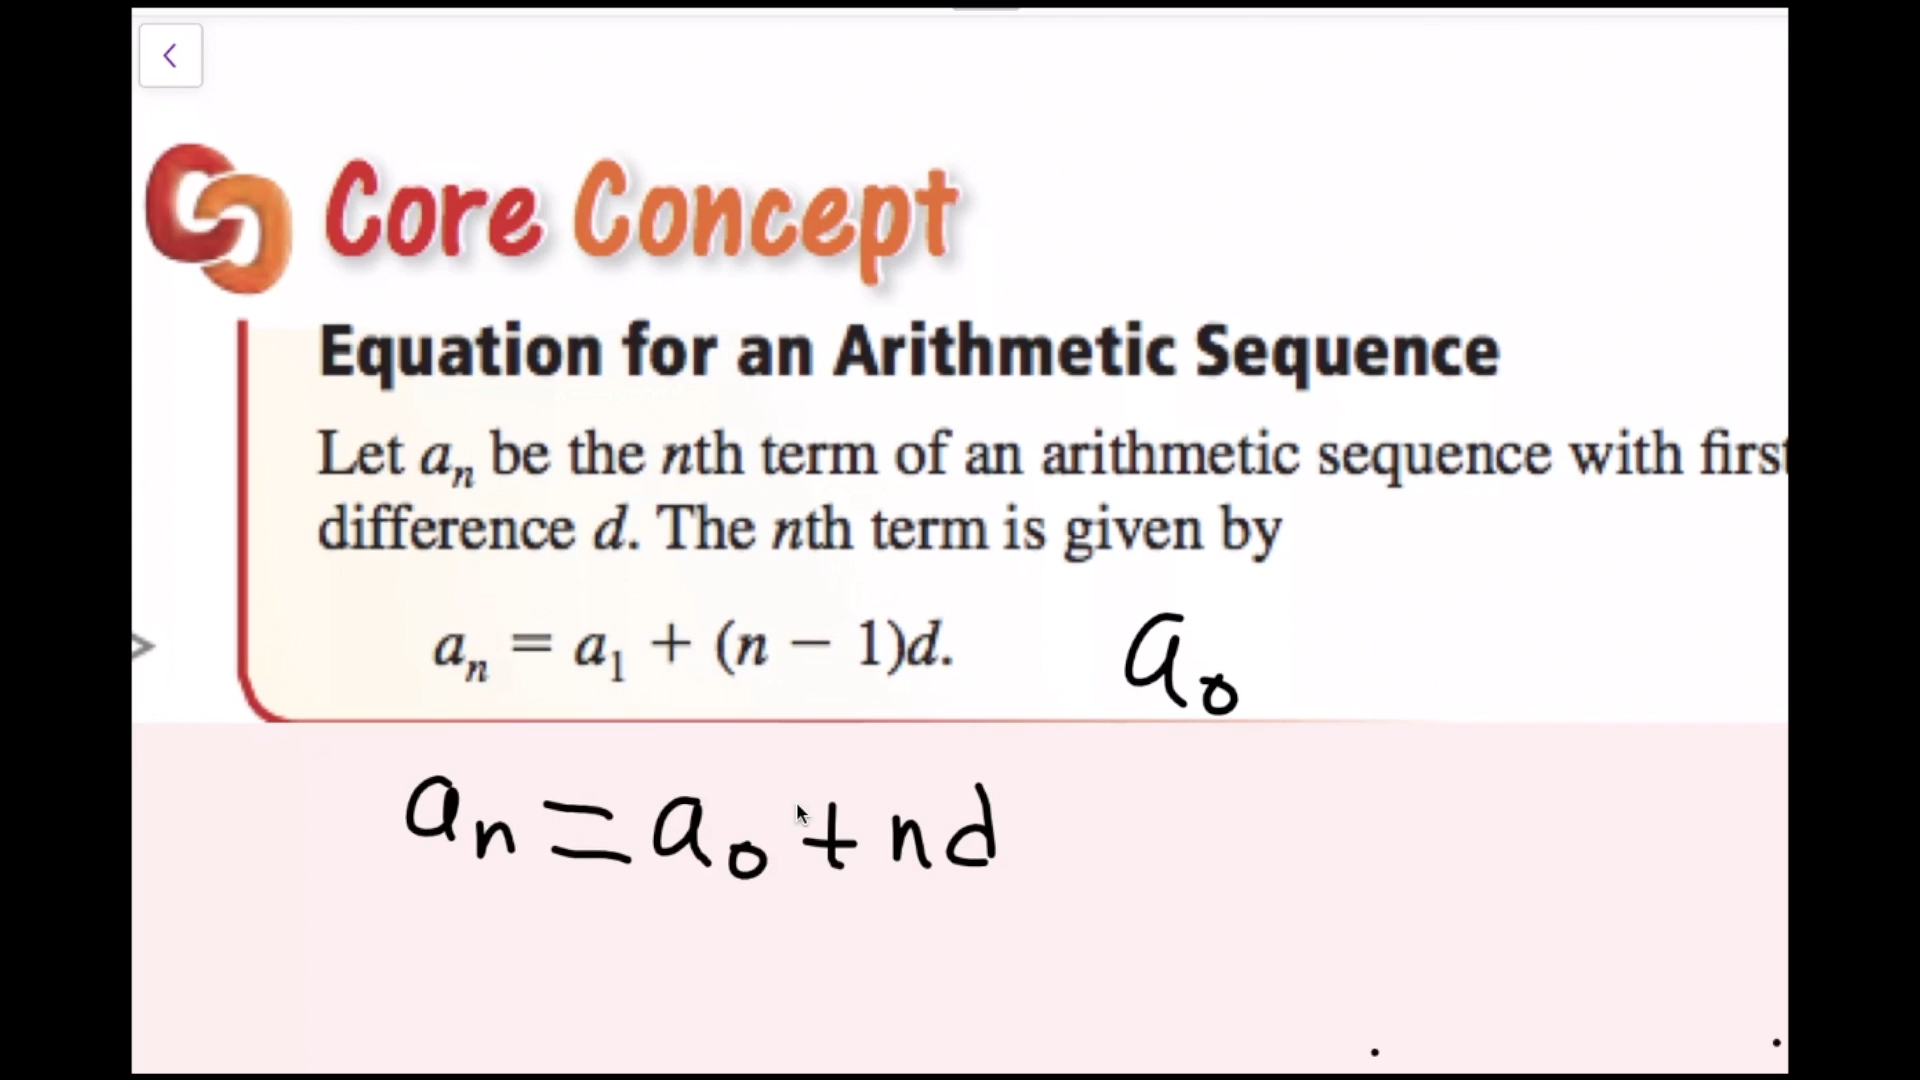 Core Concept
Equation for an Arithmetic Sequence
Let aₙ be the nth term of an arithmetic sequence with first
difference d. The nth term is given by
aₙ = a₁ + (n − 1)d.
a₀
aₙ = a₀ + nd